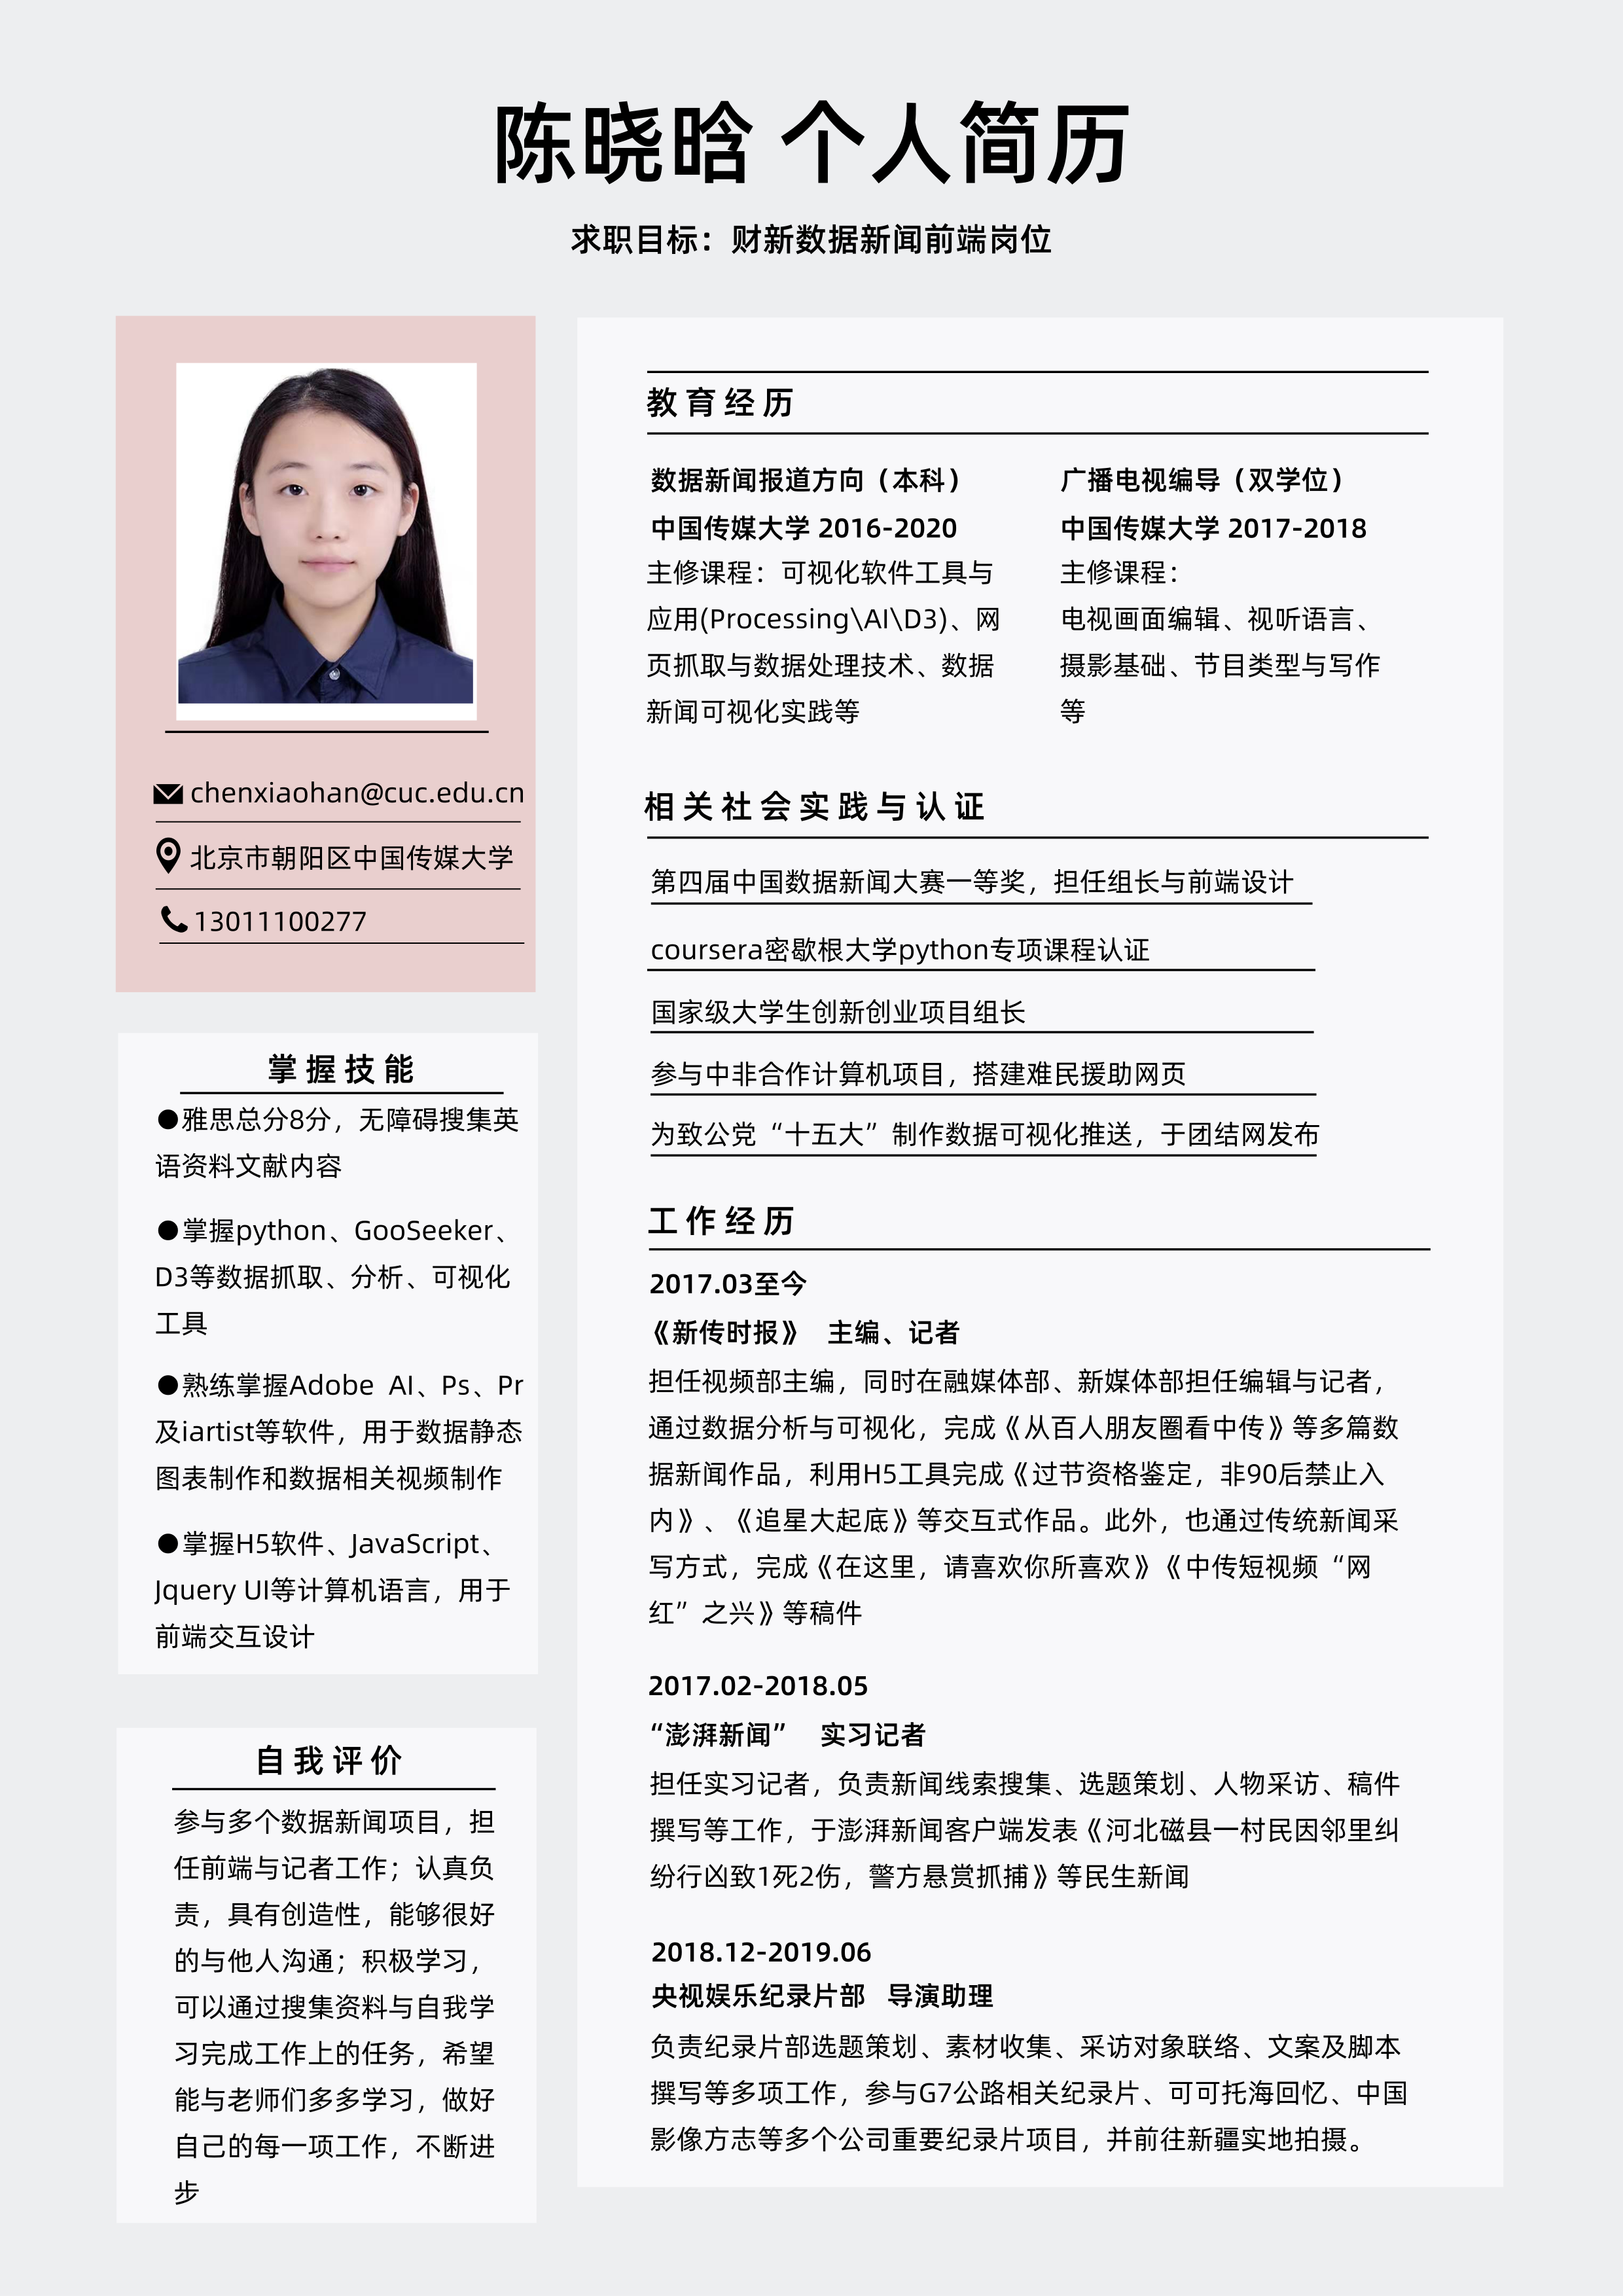 陈晓晗 个人简历
求职目标：财新数据新闻前端岗位
chenxiaohan@cuc.edu.cn
北京市朝阳区中国传媒大学
13011100277
掌握技能
●雅思总分8分，无障碍搜集英
语资料文献内容
●掌握python、GooSeeker、
D3等数据抓取、分析、可视化
工具
●熟练掌握Adobe AI、Ps、Pr
及iartist等软件，用于数据静态
图表制作和数据相关视频制作
●掌握H5软件、JavaScript、
Jquery UI等计算机语言，用于
前端交互设计
自我评价
参与多个数据新闻项目，担
任前端与记者工作；认真负
责，具有创造性，能够很好
的与他人沟通；积极学习，
可以通过搜集资料与自我学
习完成工作上的任务，希望
能与老师们多多学习，做好
自己的每一项工作，不断进
步
教育经历
数据新闻报道方向（本科）
中国传媒大学 2016-2020
主修课程：可视化软件工具与
应用(Processing\AI\D3)、网
页抓取与数据处理技术、数据
新闻可视化实践等
广播电视编导（双学位）
中国传媒大学 2017-2018
主修课程：
电视画面编辑、视听语言、
摄影基础、节目类型与写作
等
相关社会实践与认证
第四届中国数据新闻大赛一等奖，担任组长与前端设计
coursera密歇根大学python专项课程认证
国家级大学生创新创业项目组长
参与中非合作计算机项目，搭建难民援助网页
为致公党“十五大”制作数据可视化推送，于团结网发布
工作经历
2017.03至今
《新传时报》 主编、记者
担任视频部主编，同时在融媒体部、新媒体部担任编辑与记者，
通过数据分析与可视化，完成《从百人朋友圈看中传》等多篇数
据新闻作品，利用H5工具完成《过节资格鉴定，非90后禁止入
内》、《追星大起底》等交互式作品。此外，也通过传统新闻采
写方式，完成《在这里，请喜欢你所喜欢》《中传短视频“网
红”之兴》等稿件
2017.02-2018.05
“澎湃新闻” 实习记者
担任实习记者，负责新闻线索搜集、选题策划、人物采访、稿件
撰写等工作，于澎湃新闻客户端发表《河北磁县一村民因邻里纠
纷行凶致1死2伤，警方悬赏抓捕》等民生新闻
2018.12-2019.06
央视娱乐纪录片部 导演助理
负责纪录片部选题策划、素材收集、采访对象联络、文案及脚本
撰写等多项工作，参与G7公路相关纪录片、可可托海回忆、中国
影像方志等多个公司重要纪录片项目，并前往新疆实地拍摄。